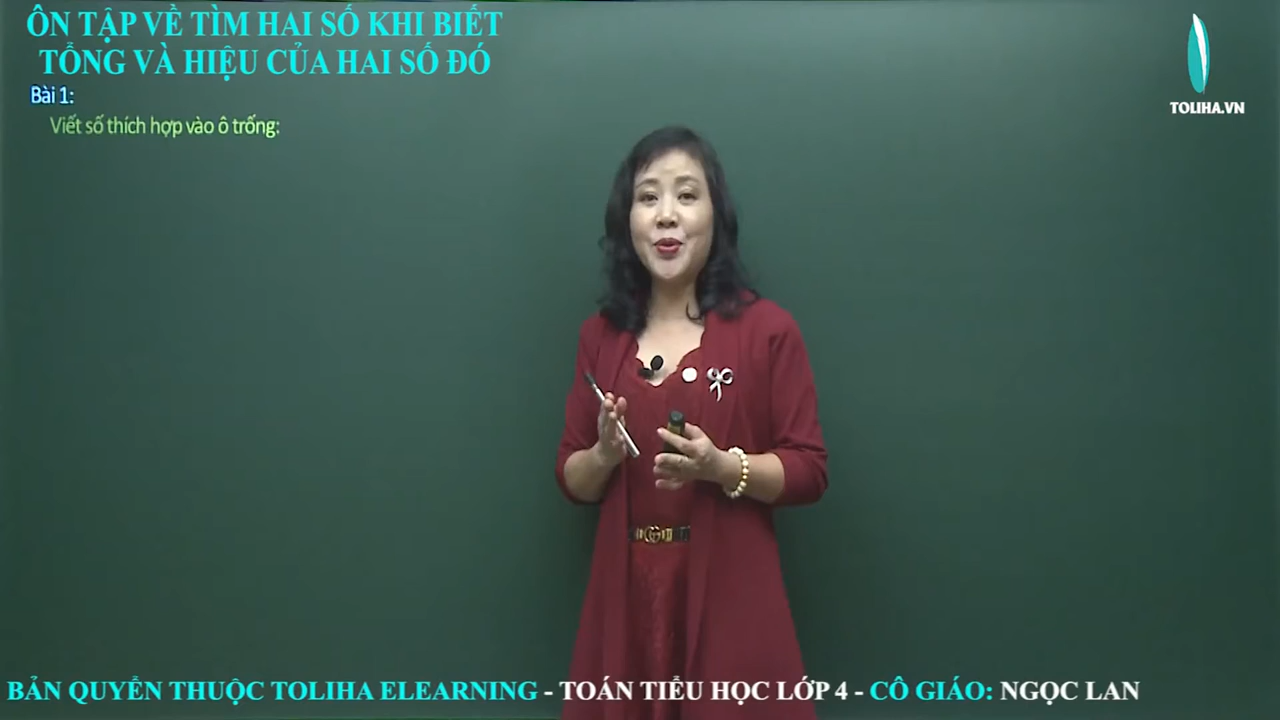 ÔN TẬP VỀ TÌM HAI SỐ KHI BIẾT
TỔNG VÀ HIỆU CỦA HAI SỐ ĐÓ
Bài 1:
Viết số thích hợp vào ô trống:
TOLIHA.VN
BẢN QUYỀN THUỘC TOLIHA ELEARNING - TOÁN TIỂU HỌC LỚP 4 - CÔ GIÁO: NGỌC LAN